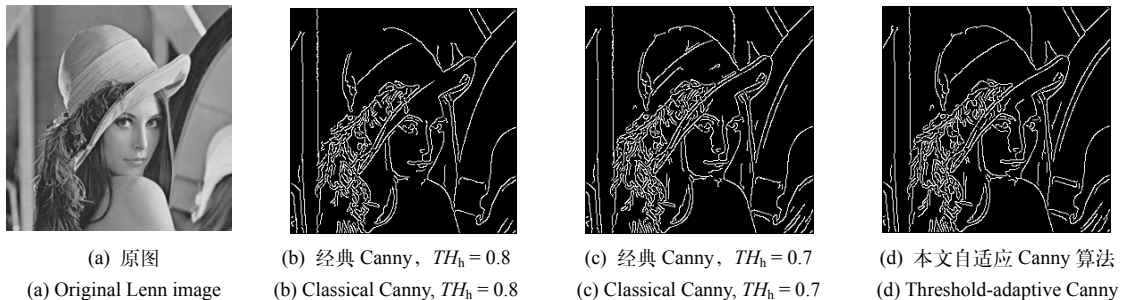 (a) 原图
(b) 经典 Canny，TH_h = 0.8
(c) 经典 Canny，TH_h = 0.7
(d) 本文自适应 Canny 算法
(a) Original Lenn image
(b) Classical Canny, TH_h = 0.8
(c) Classical Canny, TH_h = 0.7
(d) Threshold-adaptive Canny